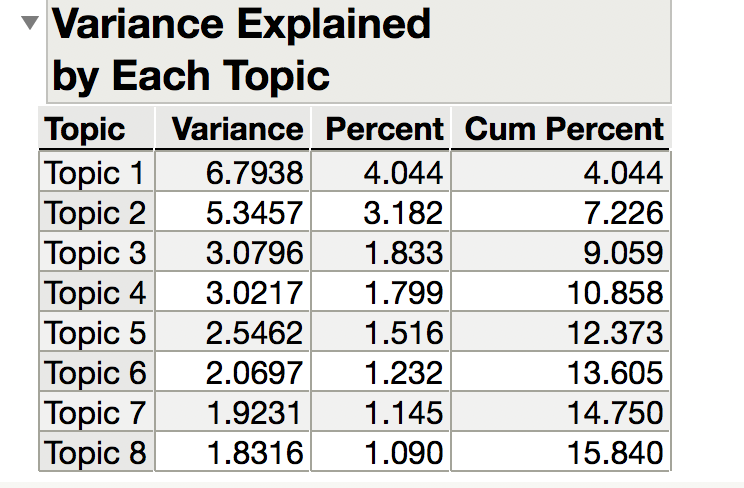 Variance Explained
by Each Topic
Topic Variance Percent Cum Percent
Topic 1 6.7938 4.044 4.044
Topic 2 5.3457 3.182 7.226
Topic 3 3.0796 1.833 9.059
Topic 4 3.0217 1.799 10.858
Topic 5 2.5462 1.516 12.373
Topic 6 2.0697 1.232 13.605
Topic 7 1.9231 1.145 14.750
Topic 8 1.8316 1.090 15.840